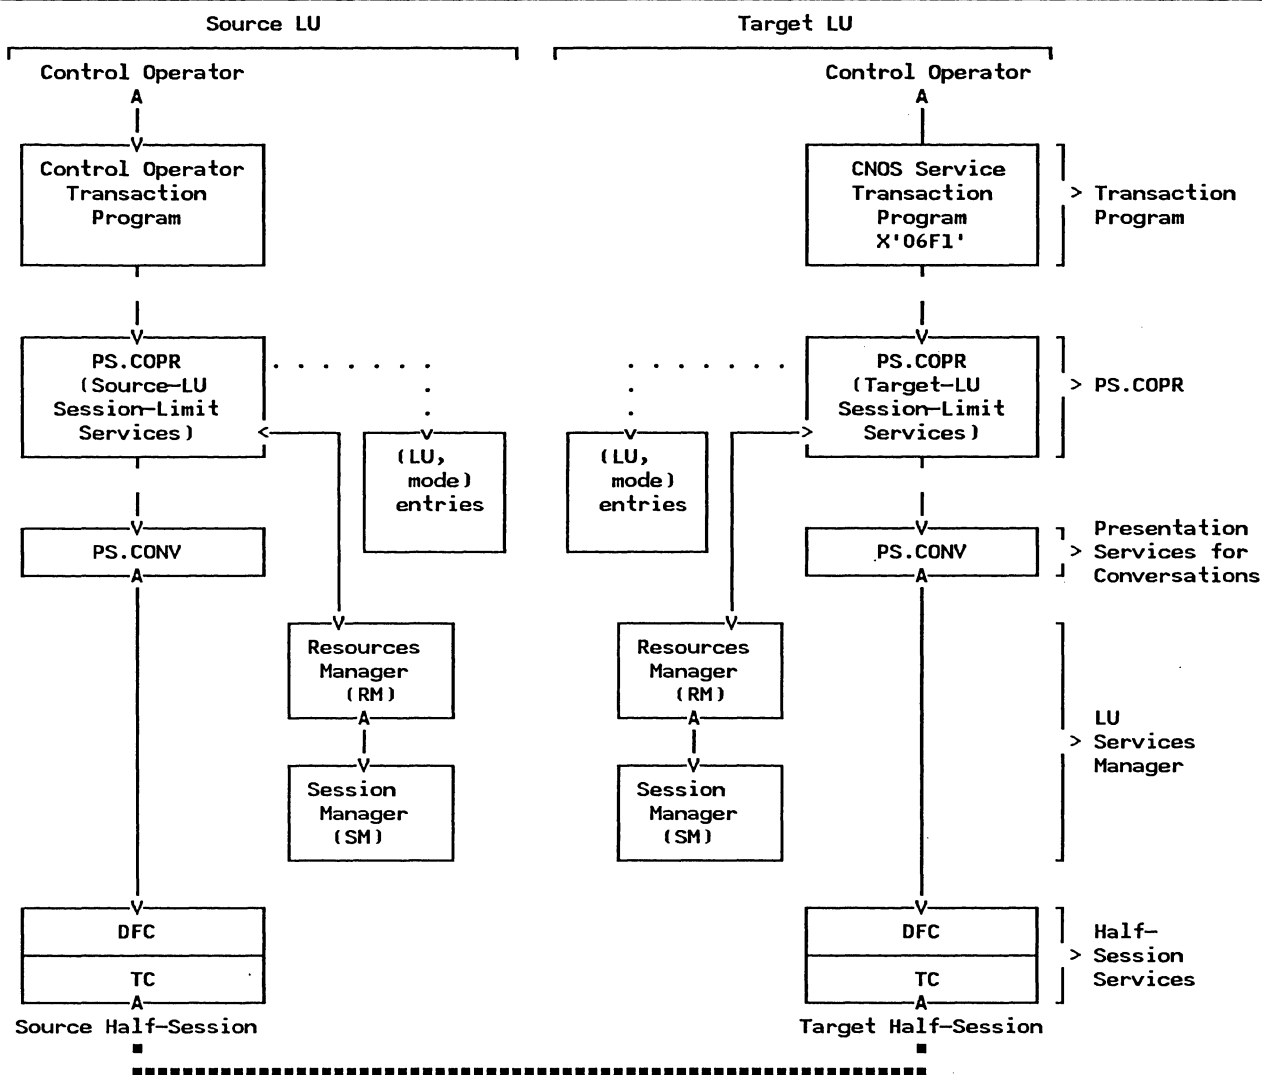 Source LU
Target LU
Control Operator
Control Operator
Control Operator
Transaction
Program
CNOS Service
Transaction
Program
X'06F1'
> Transaction
Program
PS.COPR
(Source-LU
Session-Limit
Services)
(LU,
mode)
entries
(LU,
mode)
entries
PS.COPR
(Target-LU
Session-Limit
Services)
> PS.COPR
PS.CONV
PS.CONV
Presentation
> Services for
Conversations
Resources
Manager
(RM)
Resources
Manager
(RM)
LU
> Services
Manager
Session
Manager
(SM)
Session
Manager
(SM)
DFC
TC
DFC
TC
Half-
> Session
Services
Source Half-Session
Target Half-Session